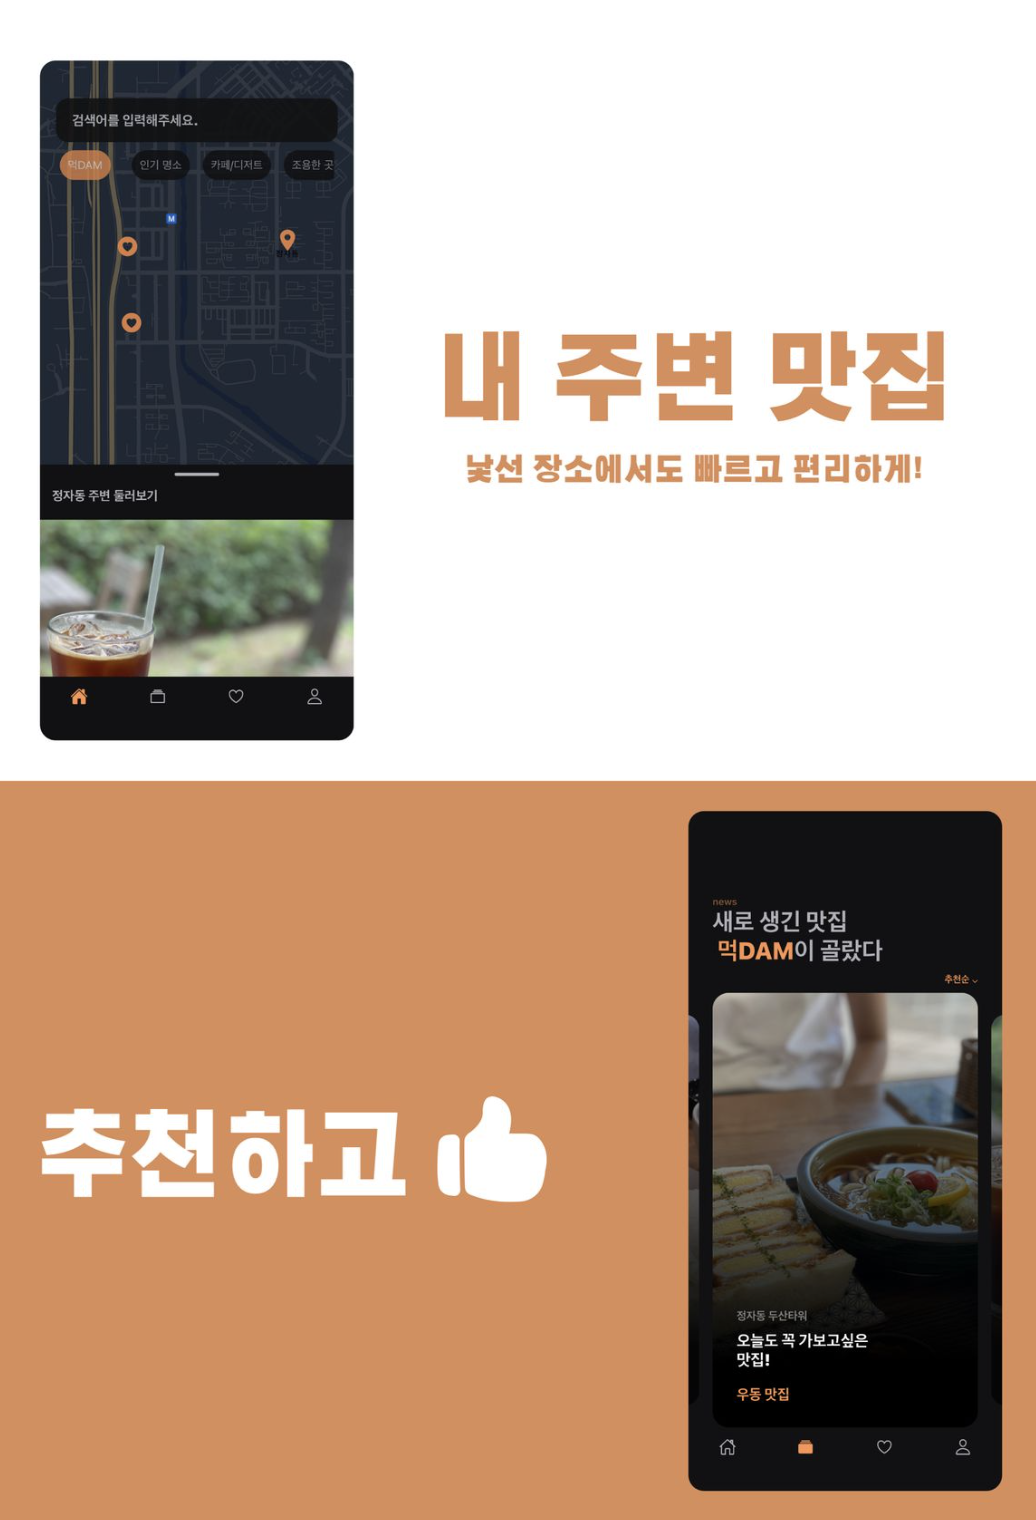 검색어를 입력해주세요.
먹DAM 인기 명소 카페/디저트 조용한 곳
M
정자동
내 주변 맛집
낯선 장소에서도 빠르고 편리하게!
정자동 주변 둘러보기
news
새로 생긴 맛집
먹DAM이 골랐다
추천순
추천하고
정자동 두산타워
오늘도 꼭 가보고싶은
맛집!
우동 맛집